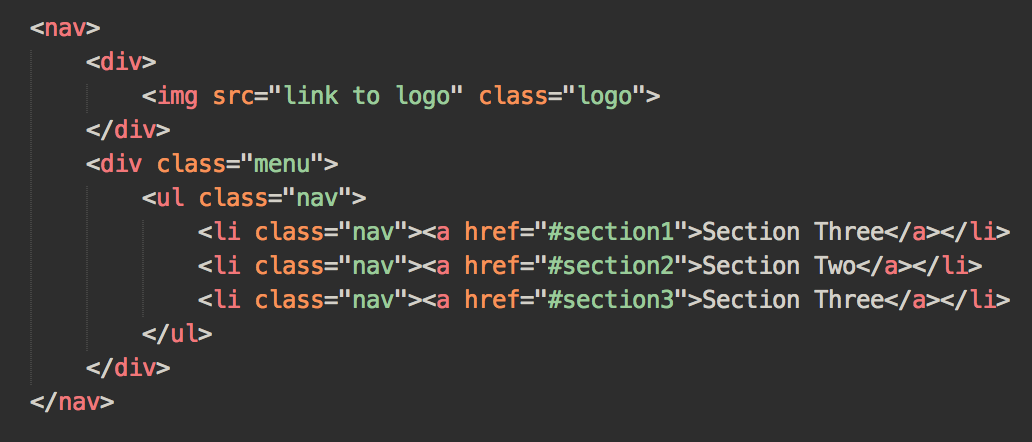 <nav>
    <div>
        <img src="link to logo" class="logo">
    </div>
    <div class="menu">
        <ul class="nav">
            <li class="nav"><a href="#section1">Section Three</a></li>
            <li class="nav"><a href="#section2">Section Two</a></li>
            <li class="nav"><a href="#section3">Section Three</a></li>
        </ul>
    </div>
</nav>